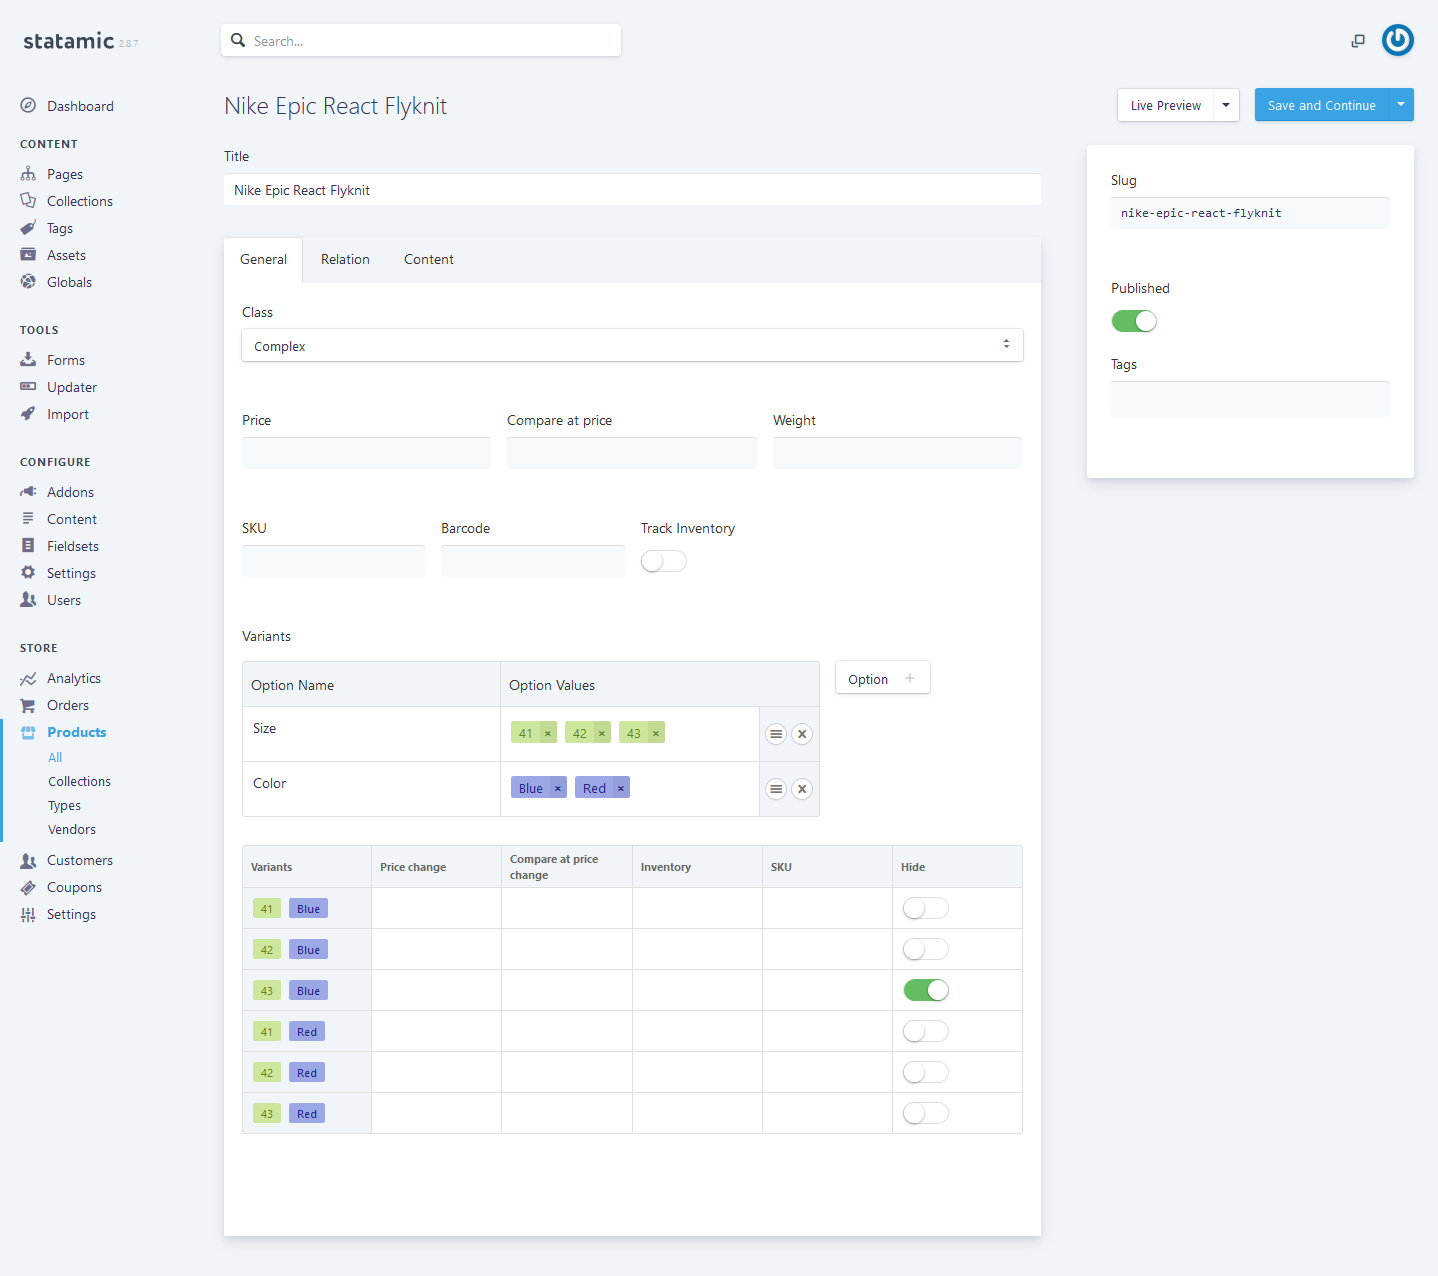 statamic 2.8.7
Search...
Dashboard
CONTENT
Pages
Collections
Tags
Assets
Globals
TOOLS
Forms
Updater
Import
CONFIGURE
Addons
Content
Fieldsets
Settings
Users
STORE
Analytics
Orders
Products
All
Collections
Types
Vendors
Customers
Coupons
Settings
Nike Epic React Flyknit
Live Preview
Save and Continue
Title
Nike Epic React Flyknit
General Relation Content
Class
Complex
Price Compare at price Weight
SKU Barcode Track Inventory
Variants
Option Name Option Values
Option +
Size 41 × 42 × 43 ×
Color Blue × Red ×
Variants Price change Compare at price change Inventory SKU Hide
41 Blue
42 Blue
43 Blue
41 Red
42 Red
43 Red
Slug
nike-epic-react-flyknit
Published
Tags